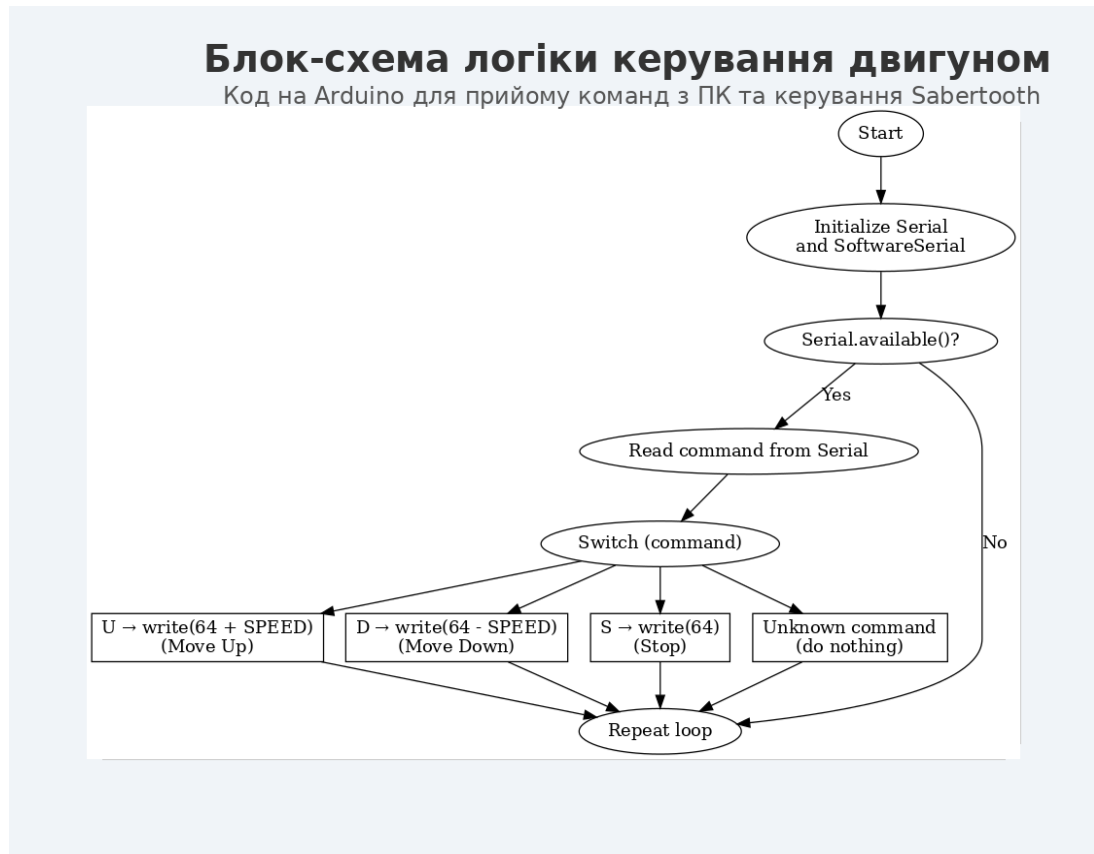 Блок-схема логіки керування двигуном
Код на Arduino для прийому команд з ПК та керування Sabertooth
Start
Initialize Serial
and SoftwareSerial
Serial.available()?
Yes
Read command from Serial
Switch (command)
No
U → write(64 + SPEED)
(Move Up)
D → write(64 - SPEED)
(Move Down)
S → write(64)
(Stop)
Unknown command
(do nothing)
Repeat loop